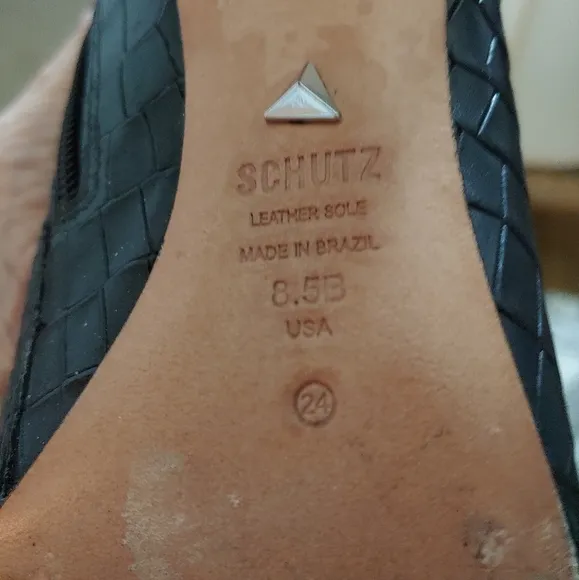 SCHUTZ
LEATHER SOLE
MADE IN BRAZIL
8.5B
USA
24